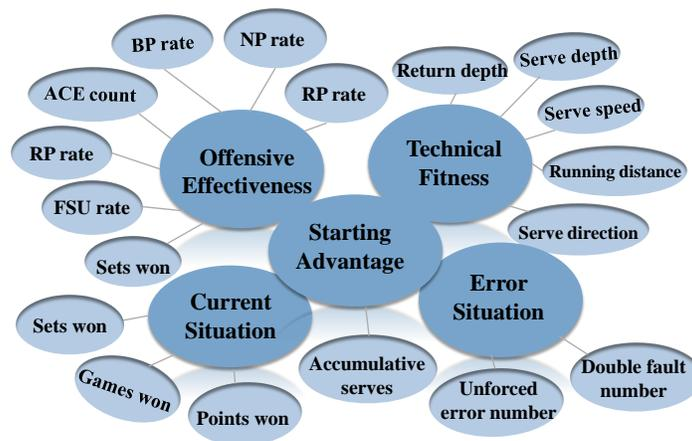 BP rate
NP rate
ACE count
RP rate
RP rate
FSU rate
Sets won
Offensive
Effectiveness
Return depth
Serve depth
Serve speed
Running distance
Serve direction
Technical
Fitness
Starting
Advantage
Accumulative
serves
Current
Situation
Sets won
Games won
Points won
Error
Situation
Unforced
error number
Double fault
number